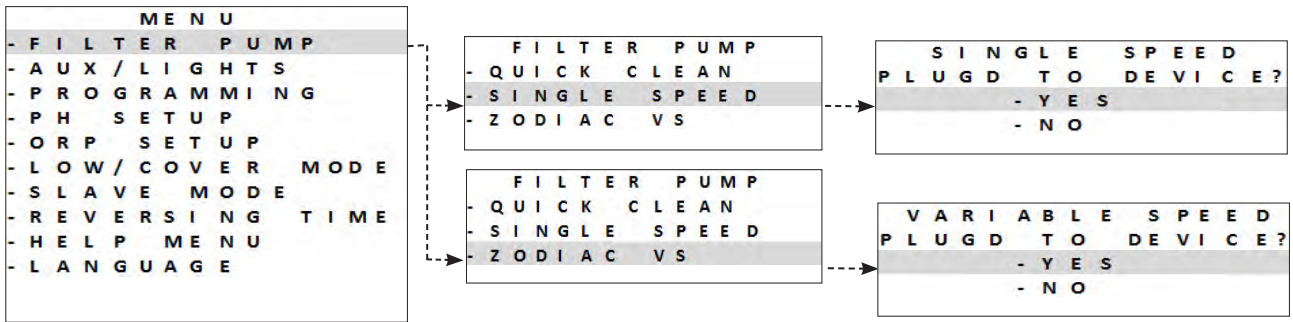 MENU
- FILTER PUMP
- AUX/LIGHTS
- PROGRAMMING
- PH SETUP
- ORP SETUP
- LOW/COVER MODE
- SLAVE MODE
- REVERSING TIME
- HELP MENU
- LANGUAGE
FILTER PUMP
- QUICK CLEAN
- SINGLE SPEED
- ZODIAC VS
SINGLE SPEED
PLUGD TO DEVICE?
- YES
- NO
FILTER PUMP
- QUICK CLEAN
- SINGLE SPEED
- ZODIAC VS
VARIABLE SPEED
PLUGD TO DEVICE?
- YES
- NO